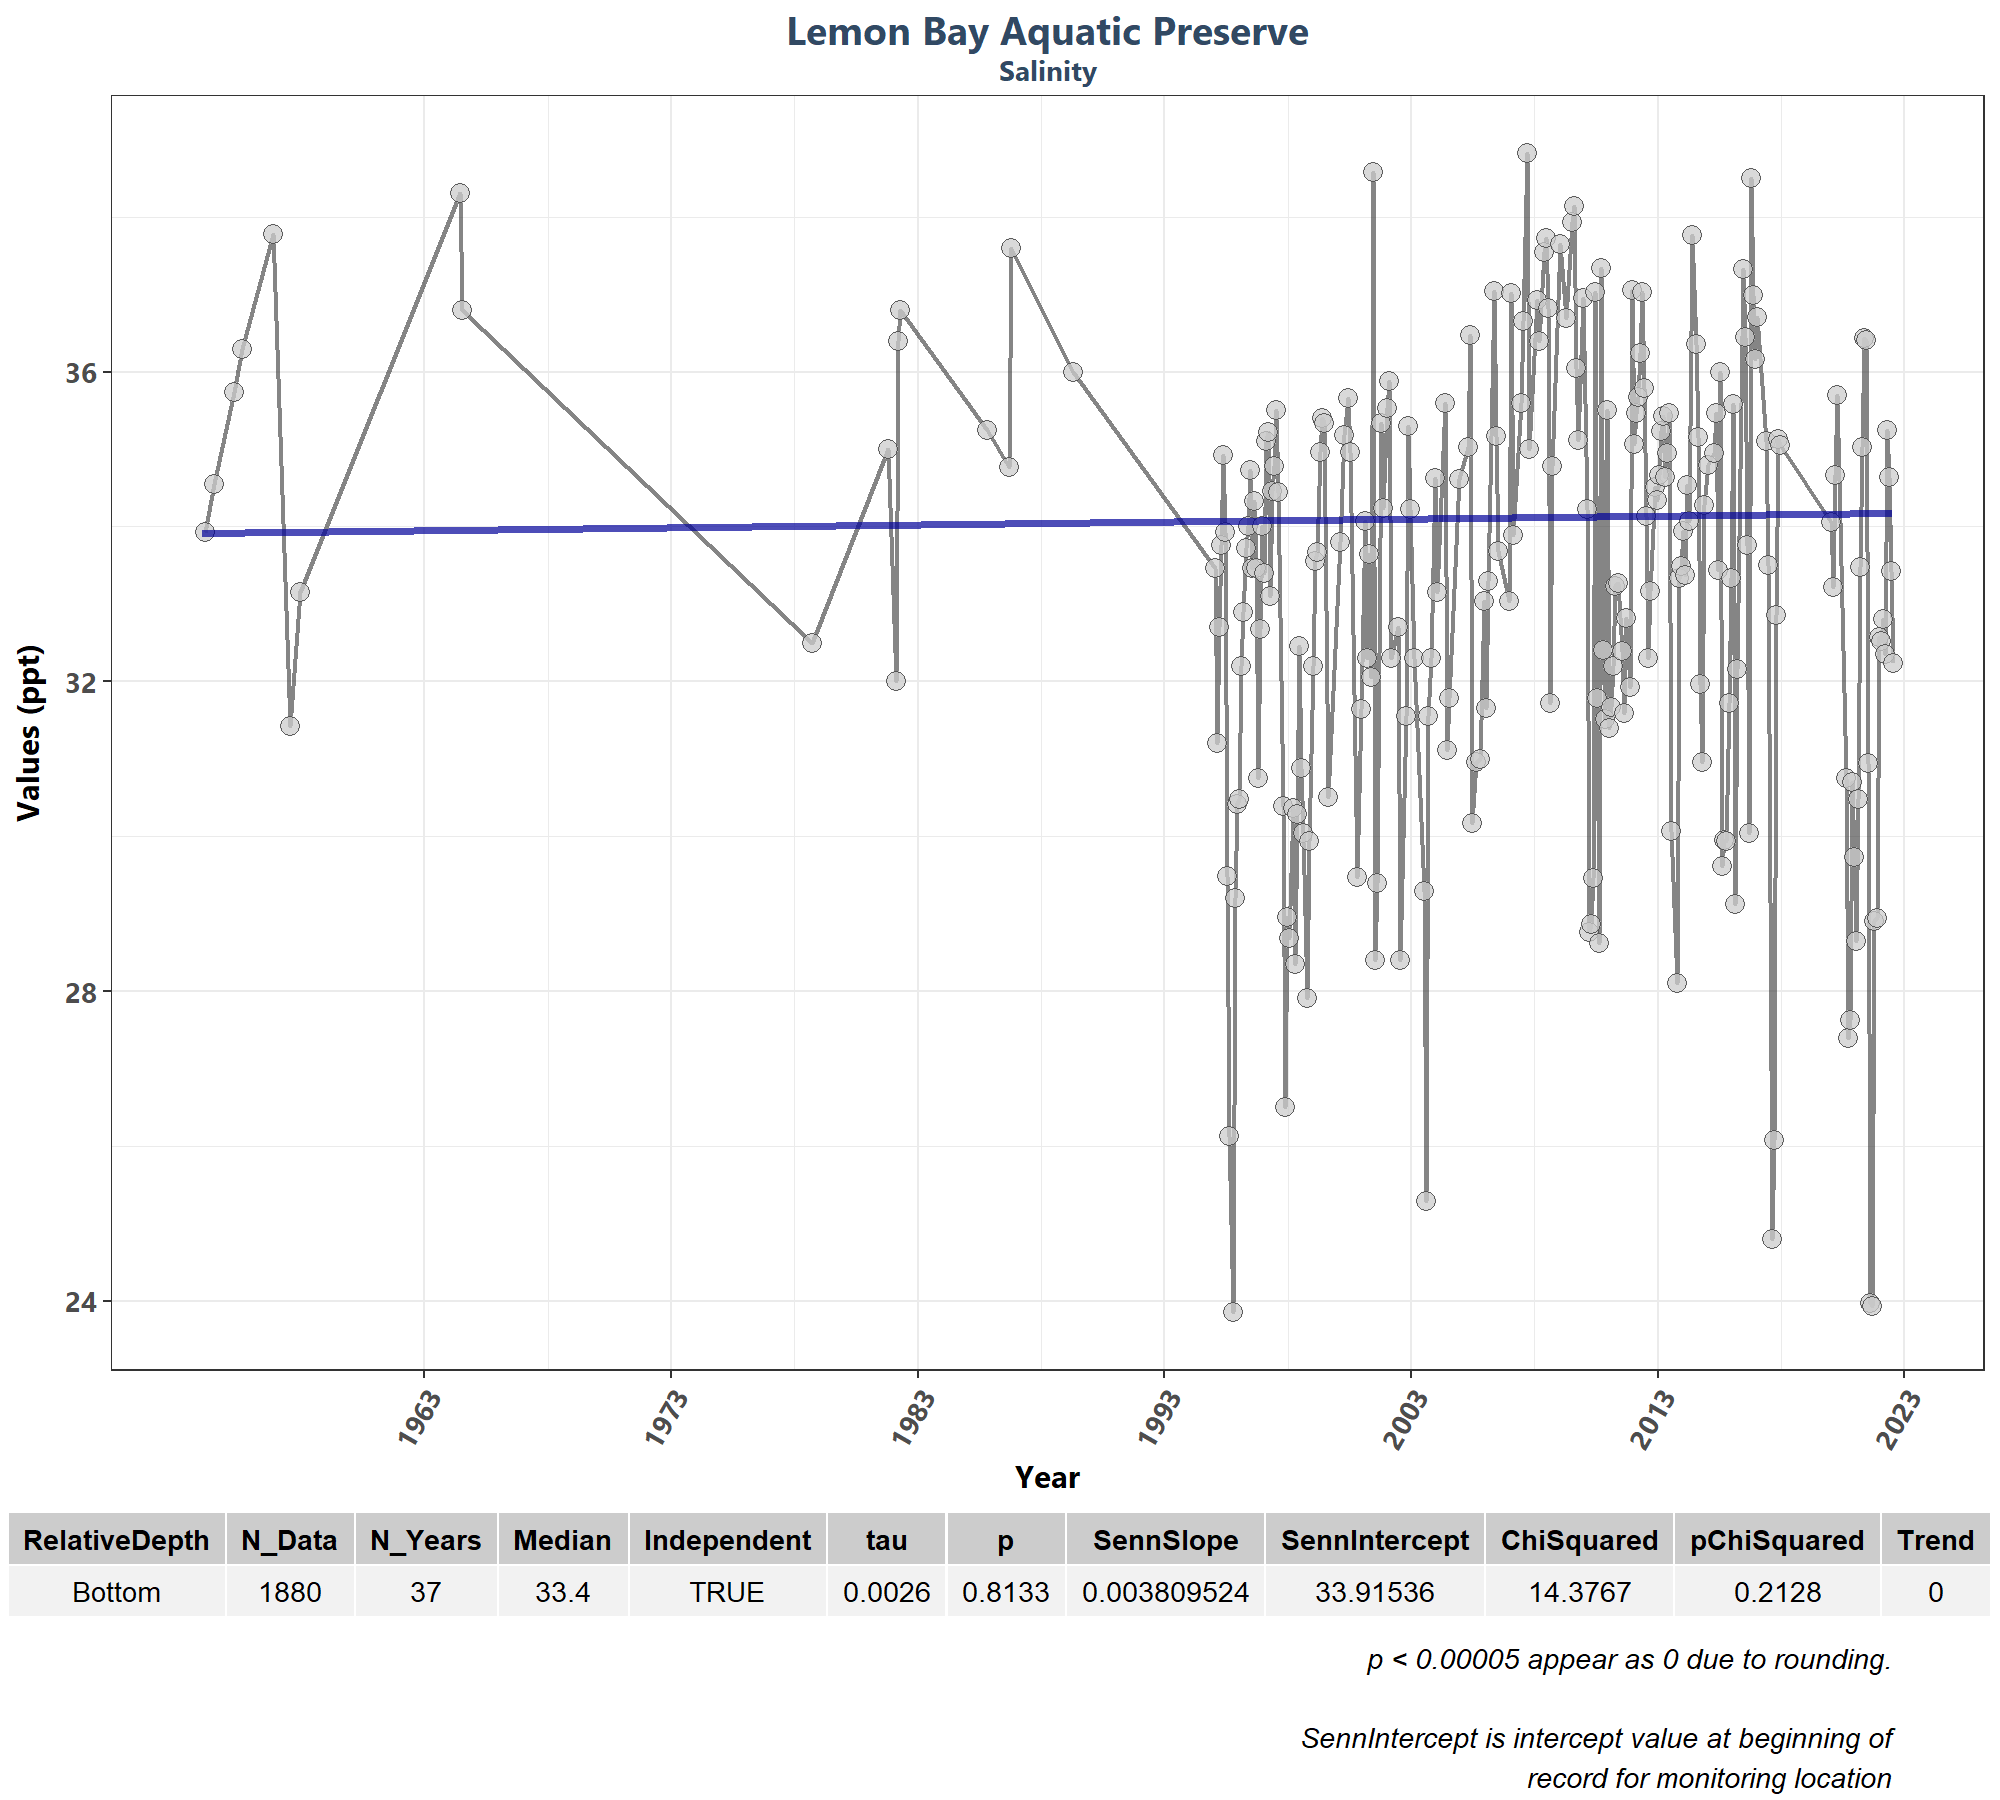 Lemon Bay Aquatic Preserve
Salinity
Values (ppt)
36
32
28
24
1963 1973 1983 1993 2003 2013 2023
Year
RelativeDepth N_Data N_Years Median Independent tau p SennSlope SennIntercept ChiSquared pChiSquared Trend
Bottom 1880 37 33.4 TRUE 0.0026 0.8133 0.003809524 33.91536 14.3767 0.2128 0
p < 0.00005 appear as 0 due to rounding.
SennIntercept is intercept value at beginning of
record for monitoring location